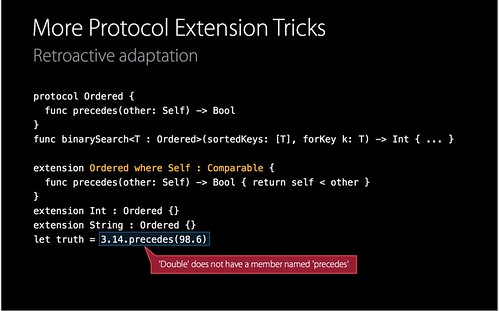 More Protocol Extension Tricks
Retroactive adaptation
protocol Ordered {
  func precedes(other: Self) -> Bool
}
func binarySearch<T : Ordered>(sortedKeys: [T], forKey k: T) -> Int { ... }
extension Ordered where Self : Comparable {
  func precedes(other: Self) -> Bool { return self < other }
}
extension Int : Ordered {}
extension String : Ordered {}
let truth = 3.14.precedes(98.6)
'Double' does not have a member named 'precedes'